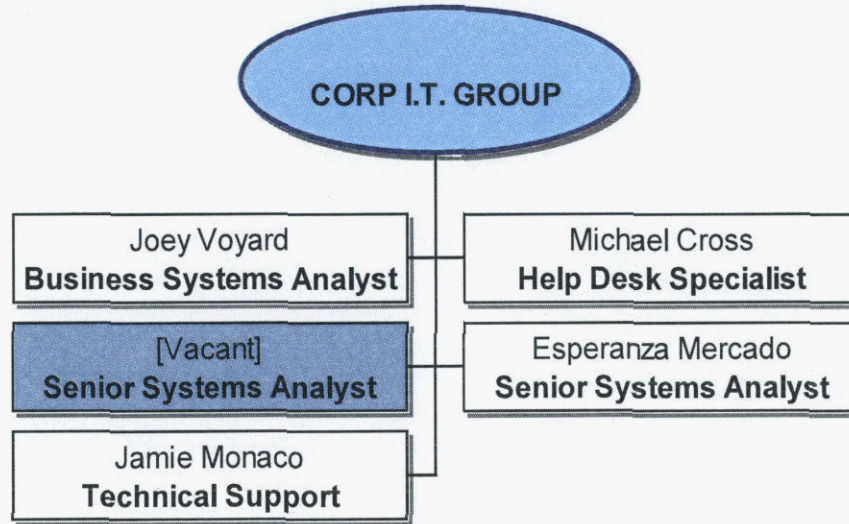 CORP I.T. GROUP
Joey Voyard
Business Systems Analyst
Michael Cross
Help Desk Specialist
[Vacant]
Senior Systems Analyst
Esperanza Mercado
Senior Systems Analyst
Jamie Monaco
Technical Support